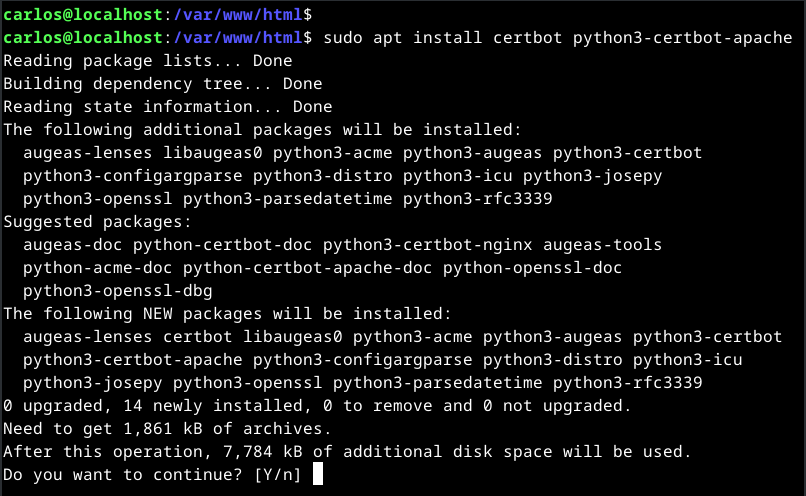 carlos@localhost:/var/www/html$
carlos@localhost:/var/www/html$ sudo apt install certbot python3-certbot-apache
Reading package lists... Done
Building dependency tree... Done
Reading state information... Done
The following additional packages will be installed:
  augeas-lenses libaugeas0 python3-acme python3-augeas python3-certbot
  python3-configargparse python3-distro python3-icu python3-josepy
  python3-openssl python3-parsedatetime python3-rfc3339
Suggested packages:
  augeas-doc python-certbot-doc python3-certbot-nginx augeas-tools
  python-acme-doc python-certbot-apache-doc python-openssl-doc
  python3-openssl-dbg
The following NEW packages will be installed:
  augeas-lenses certbot libaugeas0 python3-acme python3-augeas python3-certbot
  python3-certbot-apache python3-configargparse python3-distro python3-icu
  python3-josepy python3-openssl python3-parsedatetime python3-rfc3339
0 upgraded, 14 newly installed, 0 to remove and 0 not upgraded.
Need to get 1,861 kB of archives.
After this operation, 7,784 kB of additional disk space will be used.
Do you want to continue? [Y/n]